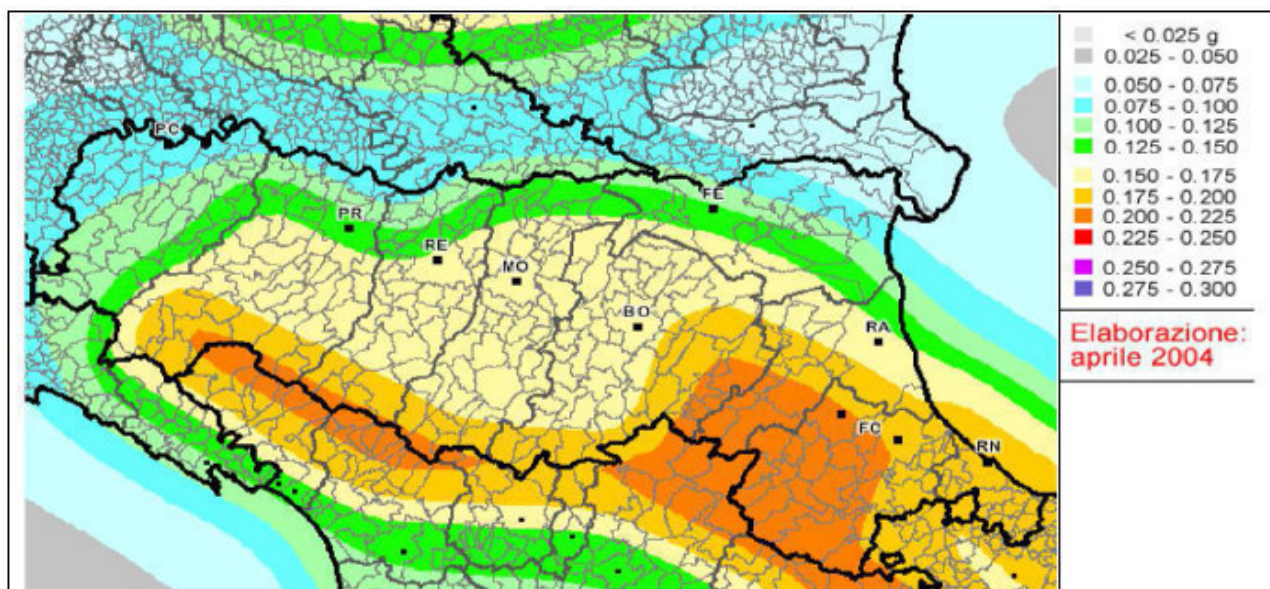 < 0.025 g
0.025 - 0.050
0.050 - 0.075
0.075 - 0.100
0.100 - 0.125
0.125 - 0.150
0.150 - 0.175
0.175 - 0.200
0.200 - 0.225
0.225 - 0.250
0.250 - 0.275
0.275 - 0.300
Elaborazione:
aprile 2004
PC
PR
RE
MO
FE
BO
RA
FC
RN